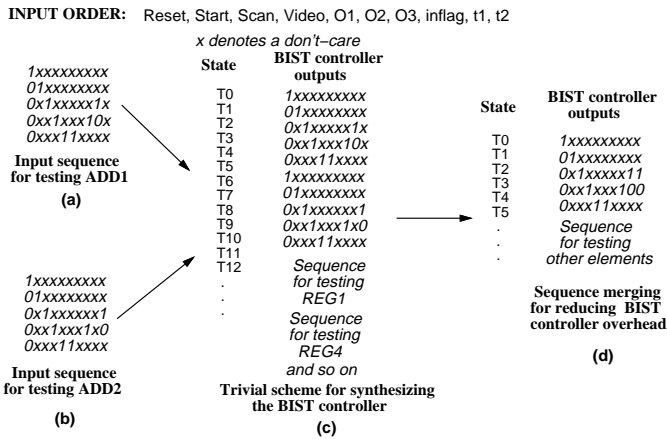 INPUT ORDER: Reset, Start, Scan, Video, O1, O2, O3, inflag, t1, t2
x denotes a don't–care
1xxxxxxxxx
01xxxxxxxx
0x1xxxxx1x
0xx1xxx10x
0xxx11xxxx
Input sequence
for testing ADD1
(a)
1xxxxxxxxx
01xxxxxxxx
0x1xxxxxx1
0xx1xxx1x0
0xxx11xxxx
Input sequence
for testing ADD2
(b)
State
T0
T1
T2
T3
T4
T5
T6
T7
T8
T9
T10
T11
T12
.
.
.
BIST controller
outputs
1xxxxxxxxx
01xxxxxxxx
0x1xxxxx1x
0xx1xxx10x
0xxx11xxxx
1xxxxxxxxx
01xxxxxxxx
0x1xxxxxx1
0xx1xxx1x0
0xxx11xxxx
Sequence
for testing
REG1
Sequence
for testing
REG4
and so on
Trivial scheme for synthesizing
the BIST controller
(c)
State
T0
T1
T2
T3
T4
T5
.
.
BIST controller
outputs
1xxxxxxxxx
01xxxxxxxx
0x1xxxxx11
0xx1xxx100
0xxx11xxxx
Sequence
for testing
other elements
Sequence merging
for reducing BIST
controller overhead
(d)